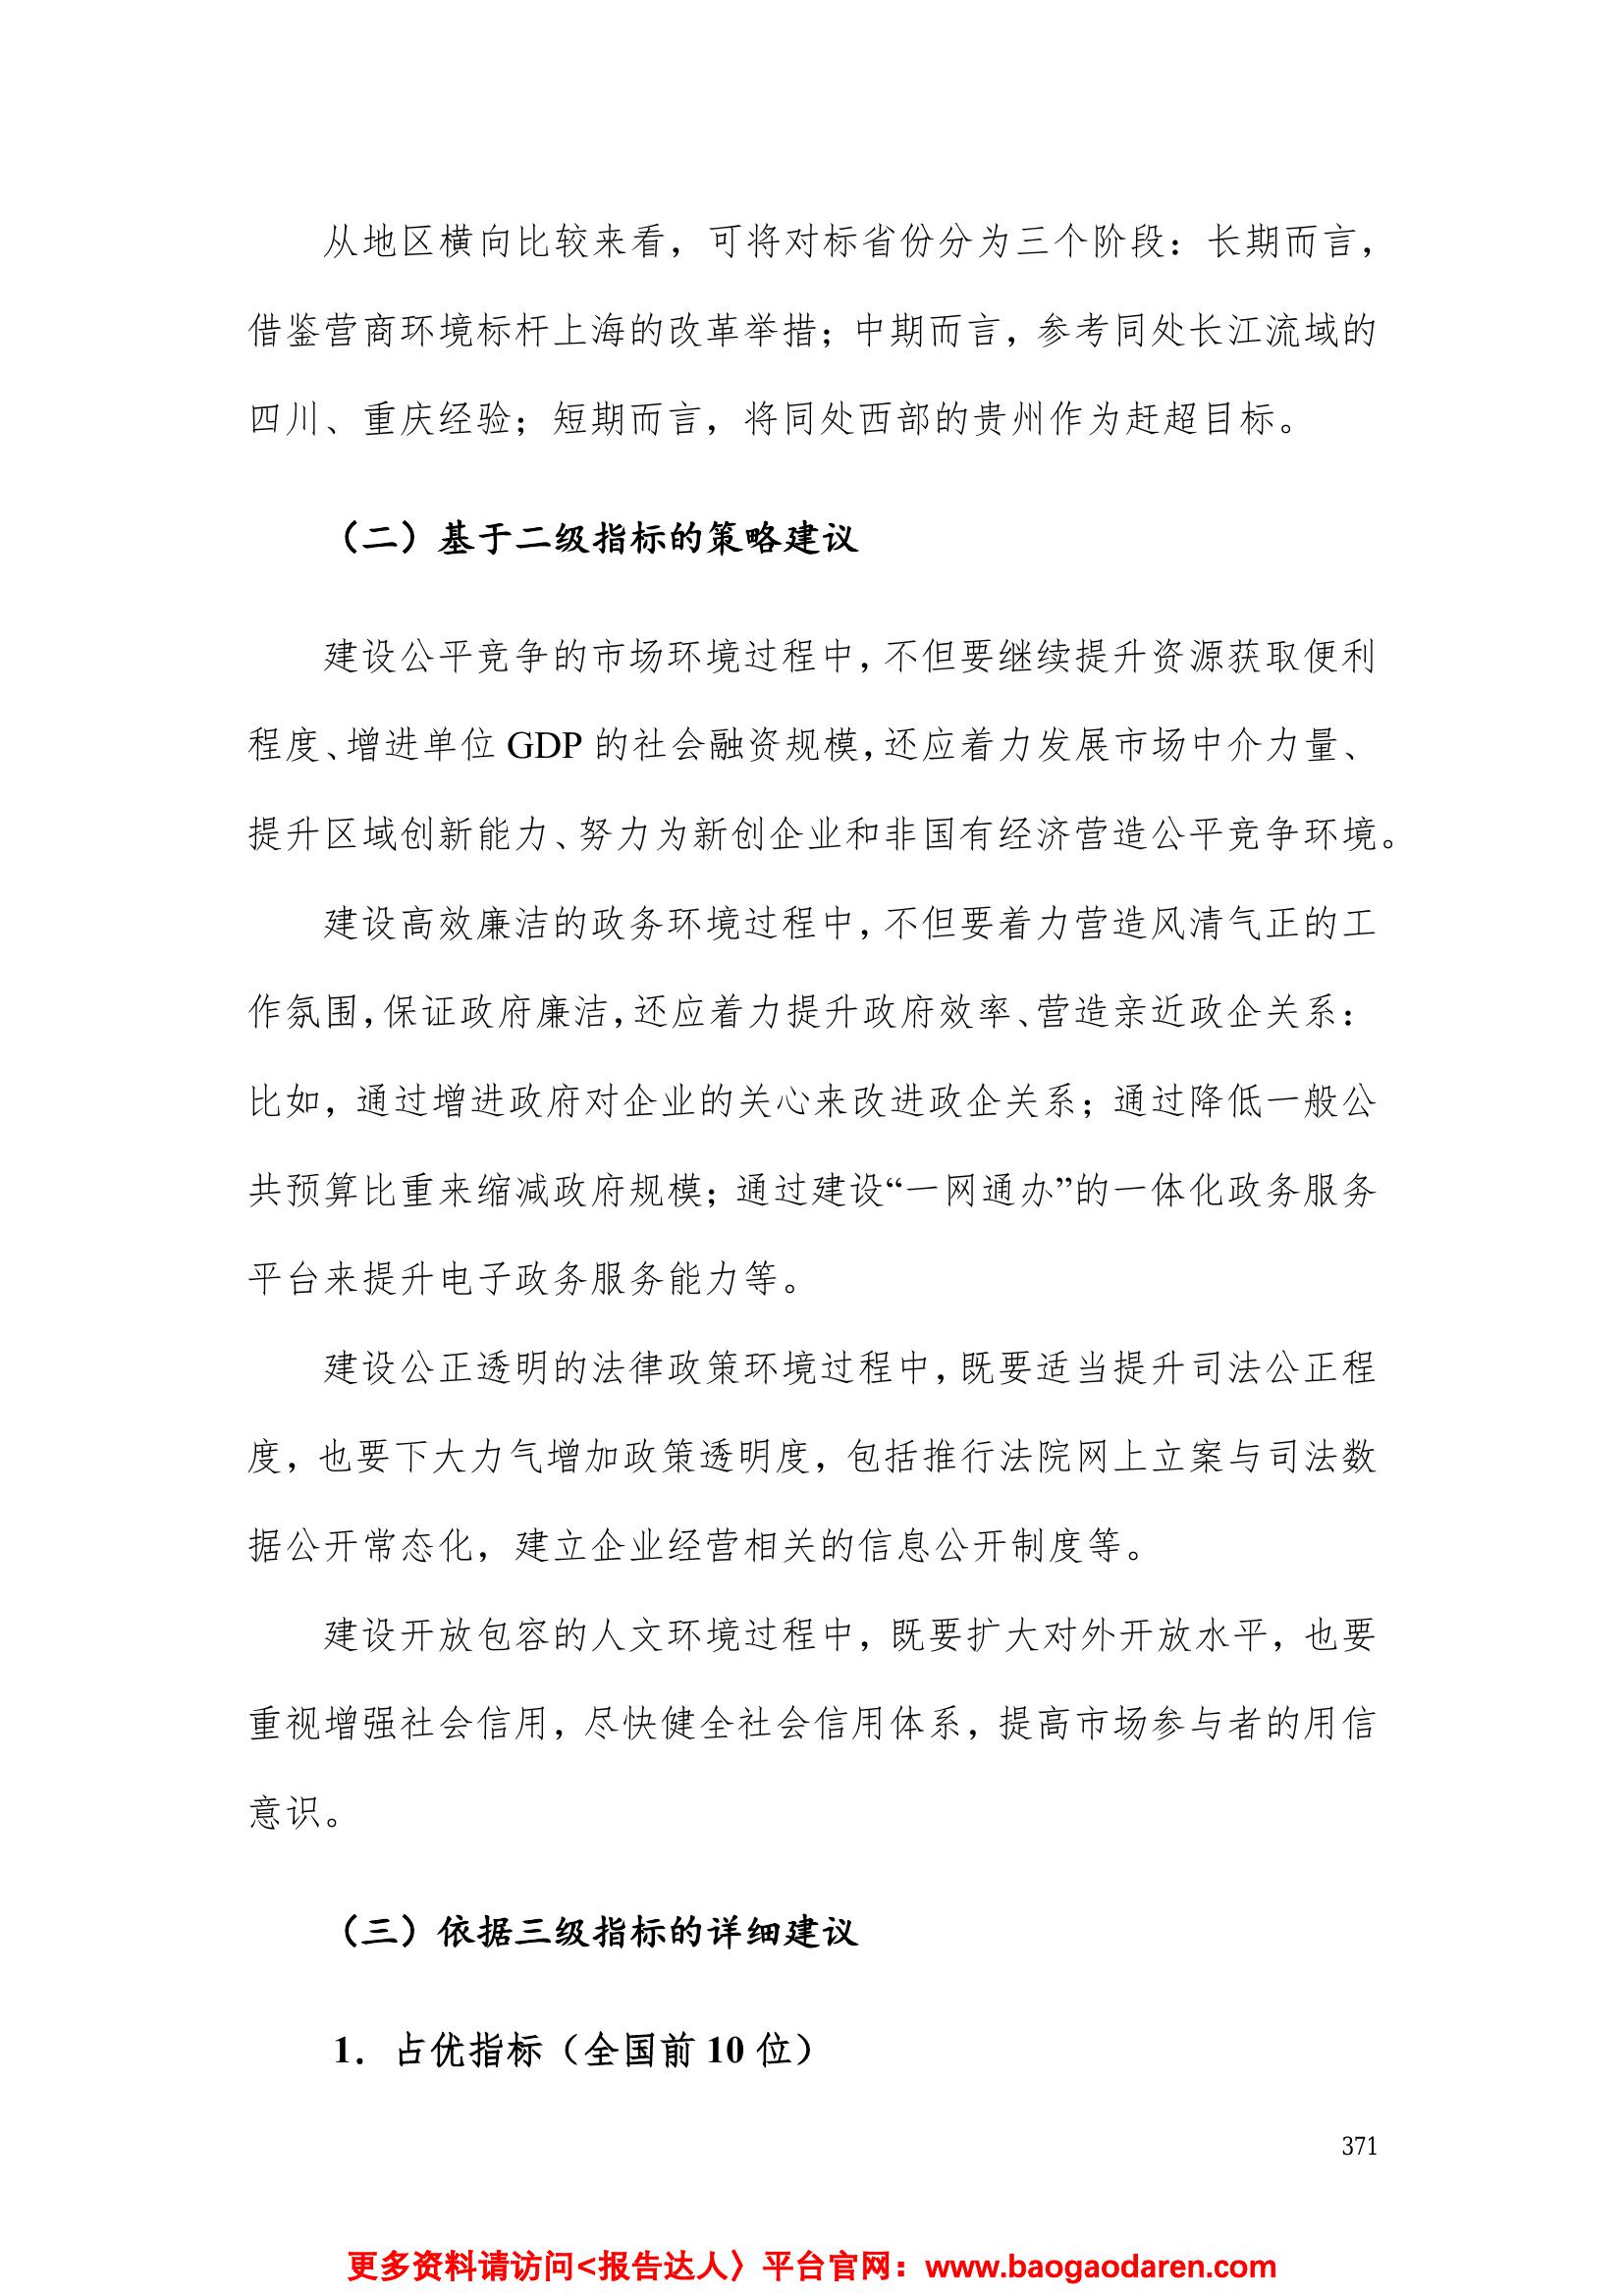 从地区横向比较来看，可将对标省份分为三个阶段：长期而言，
借鉴营商环境标杆上海的改革举措；中期而言，参考同处长江流域的
四川、重庆经验；短期而言，将同处西部的贵州作为赶超目标。
（二）基于二级指标的策略建议
建设公平竞争的市场环境过程中，不但要继续提升资源获取便利
程度、增进单位 GDP 的社会融资规模，还应着力发展市场中介力量、
提升区域创新能力、努力为新创企业和非国有经济营造公平竞争环境。
建设高效廉洁的政务环境过程中，不但要着力营造风清气正的工
作氛围，保证政府廉洁，还应着力提升政府效率、营造亲近政企关系：
比如，通过增进政府对企业的关心来改进政企关系；通过降低一般公
共预算比重来缩减政府规模；通过建设“一网通办”的一体化政务服务
平台来提升电子政务服务能力等。
建设公正透明的法律政策环境过程中，既要适当提升司法公正程
度，也要下大力气增加政策透明度，包括推行法院网上立案与司法数
据公开常态化，建立企业经营相关的信息公开制度等。
建设开放包容的人文环境过程中，既要扩大对外开放水平，也要
重视增强社会信用，尽快健全社会信用体系，提高市场参与者的用信
意识。
（三）依据三级指标的详细建议
1．占优指标（全国前 10 位）
371
更多资料请访问<报告达人〉平台官网：www.baogaodaren.com